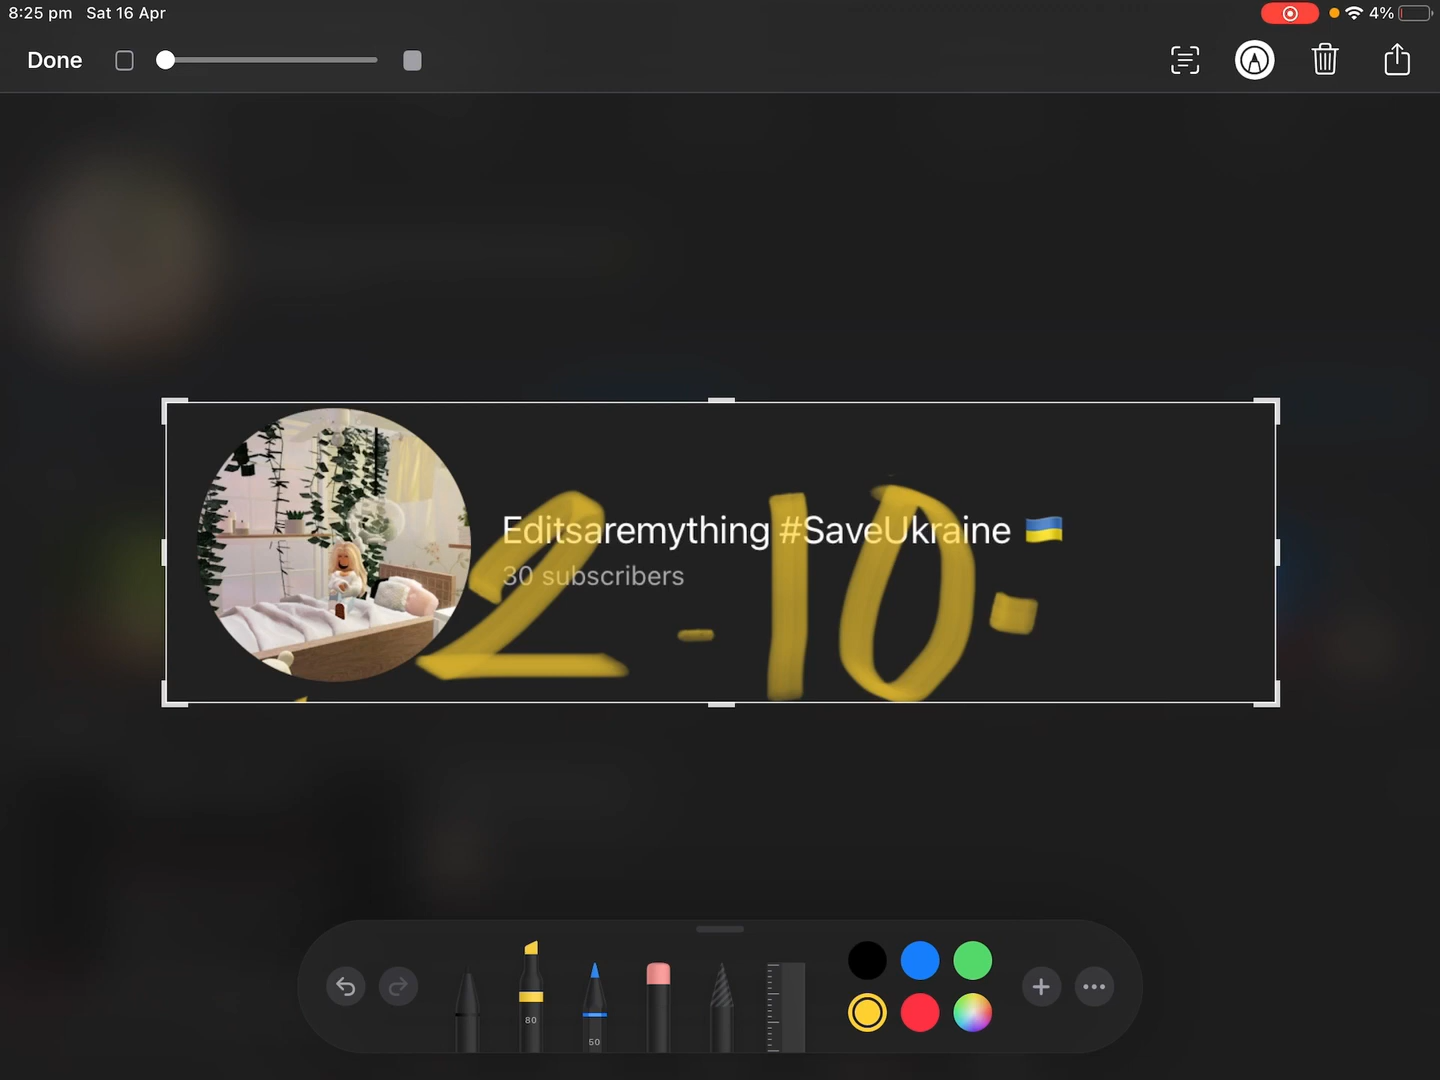 8:25 pm Sat 16 Apr
4%
Done
Editsaremything #SaveUkraine 🇺🇦
30 subscribers
2-10.
80
50